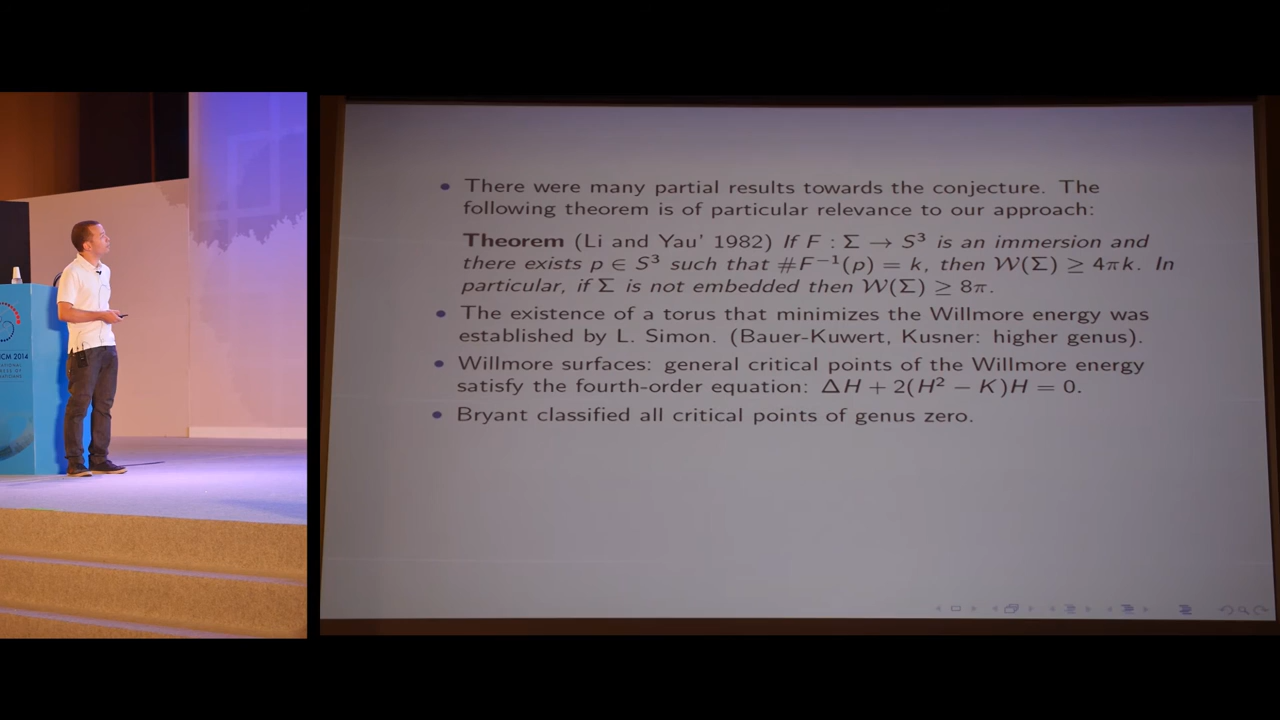 • There were many partial results towards the conjecture. The
following theorem is of particular relevance to our approach:
Theorem (Li and Yau' 1982) If F : Σ → S³ is an immersion and
there exists p ∈ S³ such that #F⁻¹(p) = k, then W(Σ) ≥ 4πk. In
particular, if Σ is not embedded then W(Σ) ≥ 8π.
• The existence of a torus that minimizes the Willmore energy was
established by L. Simon. (Bauer-Kuwert, Kusner: higher genus).
• Willmore surfaces: general critical points of the Willmore energy
satisfy the fourth-order equation: ΔH + 2(H² − K)H = 0.
• Bryant classified all critical points of genus zero.
CM 2014